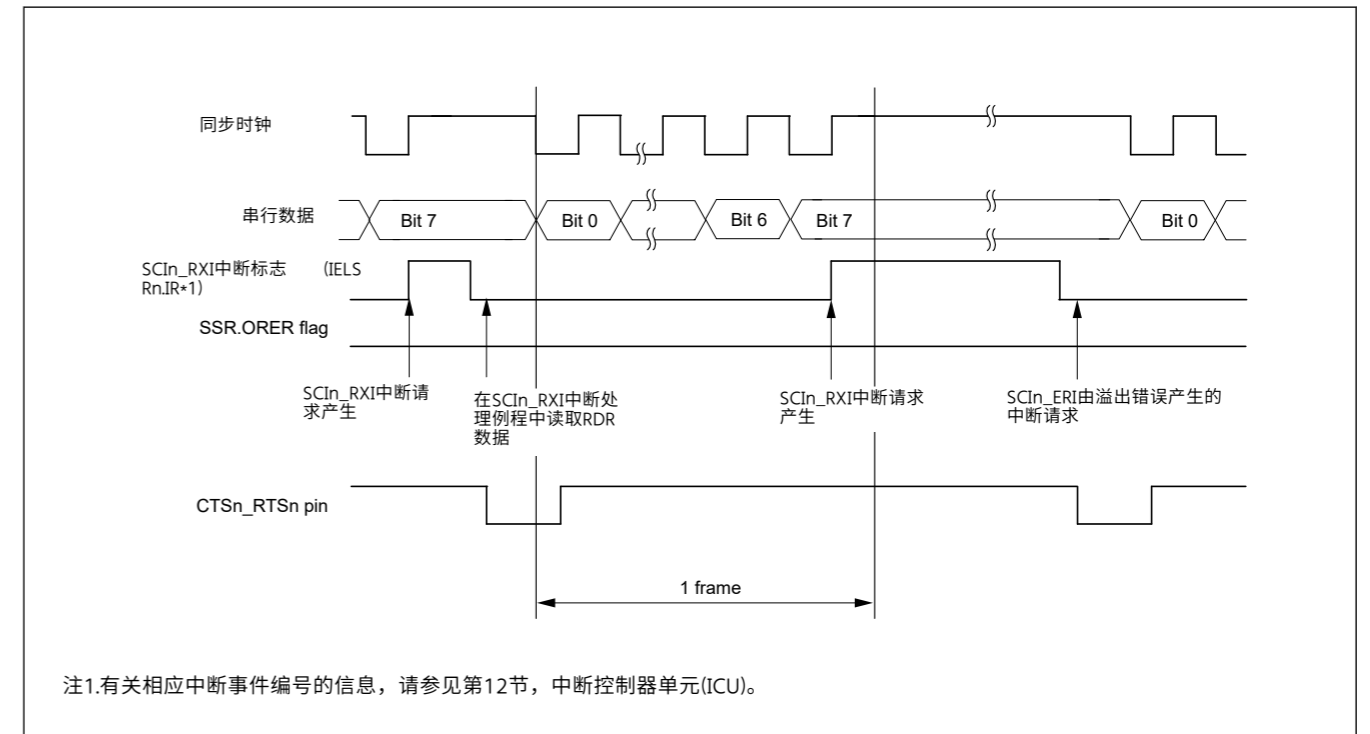 同步时钟
串行数据
Bit 7
Bit 0
Bit 6
Bit 7
Bit 0
SCIn_RXI中断标志 (IELS
Rn.IR*1)
SSR.ORER flag
SCIn_RXI中断请
求产生
在SCIn_RXI中断处
理例程中读取RDR
数据
SCIn_RXI中断请求
产生
SCIn_ERI由溢出错误产生的
中断请求
CTSn_RTSn pin
1 frame
注1.有关相应中断事件编号的信息，请参见第12节，中断控制器单元(ICU)。